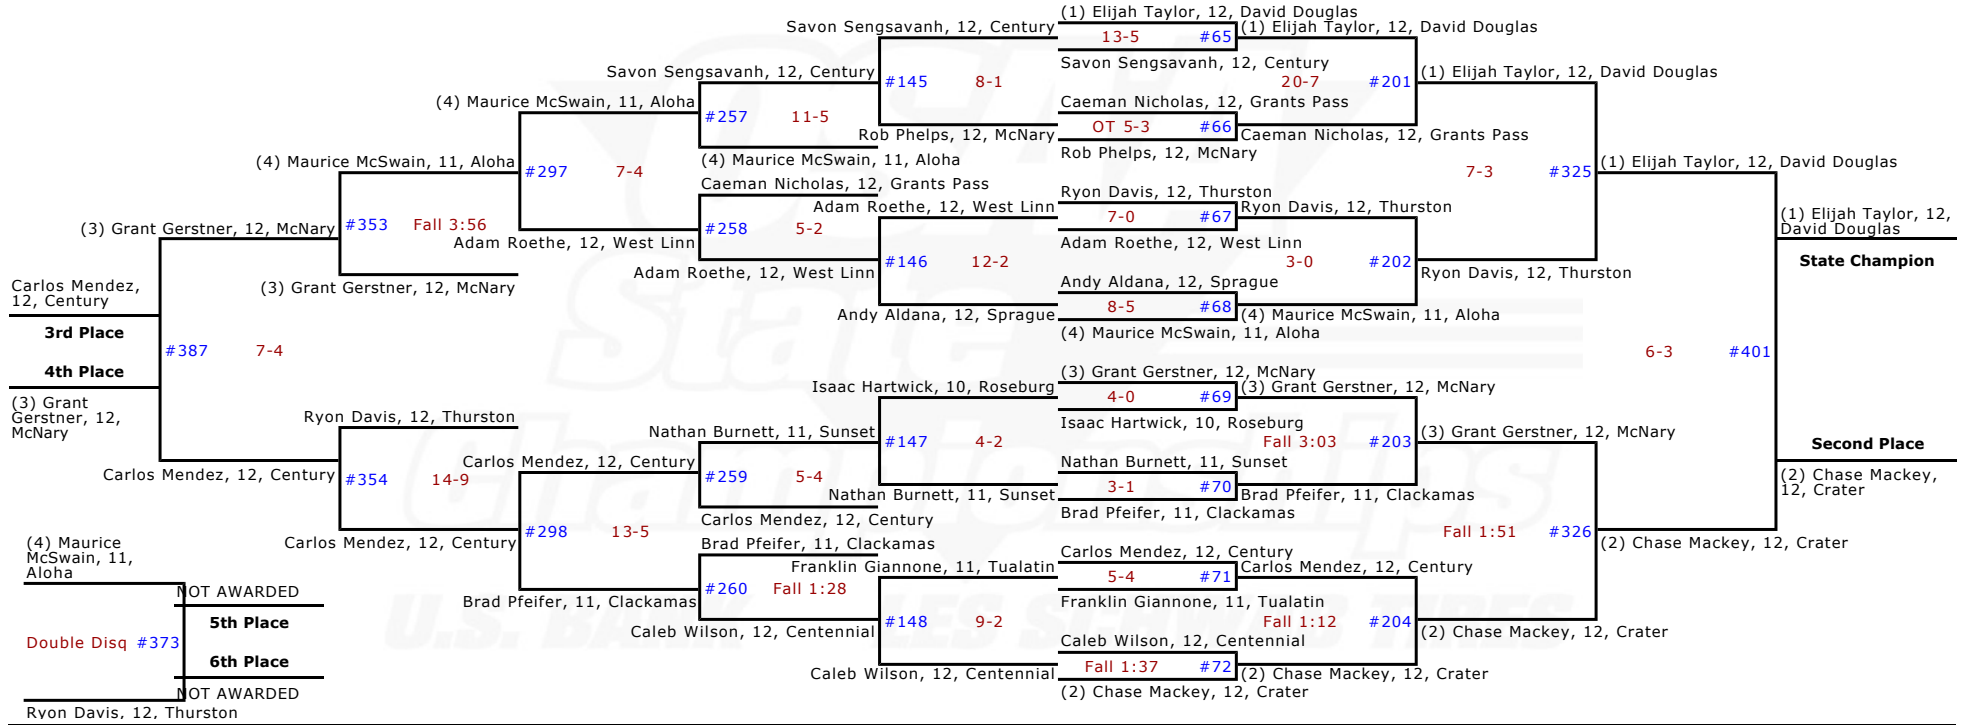 (1) Elijah Taylor, 12, David Douglas
13-5 #65
Savon Sengsavanh, 12, Century
Caeman Nicholas, 12, Grants Pass
OT 5-3 #66
Rob Phelps, 12, McNary
Ryon Davis, 12, Thurston
7-0 #67
Adam Roethe, 12, West Linn
Andy Aldana, 12, Sprague
8-5 #68
(4) Maurice McSwain, 11, Aloha
(3) Grant Gerstner, 12, McNary
4-0 #69
Isaac Hartwick, 10, Roseburg
Nathan Burnett, 11, Sunset
3-1 #70
Brad Pfeifer, 11, Clackamas
Carlos Mendez, 12, Century
5-4 #71
Franklin Giannone, 11, Tualatin
Caleb Wilson, 12, Centennial
Fall 1:37 #72
(2) Chase Mackey, 12, Crater
(1) Elijah Taylor, 12, David Douglas
20-7 #201
Caeman Nicholas, 12, Grants Pass
Ryon Davis, 12, Thurston
3-0 #202
(4) Maurice McSwain, 11, Aloha
(3) Grant Gerstner, 12, McNary
Fall 3:03 #203
Brad Pfeifer, 11, Clackamas
Carlos Mendez, 12, Century
Fall 1:12 #204
(2) Chase Mackey, 12, Crater
(1) Elijah Taylor, 12, David Douglas
7-3 #325
Ryon Davis, 12, Thurston
(3) Grant Gerstner, 12, McNary
Fall 1:51 #326
(2) Chase Mackey, 12, Crater
(1) Elijah Taylor, 12, David Douglas
6-3 #401
(2) Chase Mackey, 12, Crater
(1) Elijah Taylor, 12,
David Douglas
State Champion
Second Place
(2) Chase Mackey,
12, Crater
Savon Sengsavanh, 12, Century
#145 8-1
Rob Phelps, 12, McNary
Adam Roethe, 12, West Linn
#146 12-2
Andy Aldana, 12, Sprague
Isaac Hartwick, 10, Roseburg
#147 4-2
Nathan Burnett, 11, Sunset
Franklin Giannone, 11, Tualatin
#148 9-2
Caleb Wilson, 12, Centennial
Savon Sengsavanh, 12, Century
#257 11-5
(4) Maurice McSwain, 11, Aloha
Caeman Nicholas, 12, Grants Pass
#258 5-2
Adam Roethe, 12, West Linn
Nathan Burnett, 11, Sunset
#259 5-4
Carlos Mendez, 12, Century
Brad Pfeifer, 11, Clackamas
#260 Fall 1:28
Caleb Wilson, 12, Centennial
(4) Maurice McSwain, 11, Aloha
#297 7-4
Adam Roethe, 12, West Linn
Carlos Mendez, 12, Century
#298 13-5
Brad Pfeifer, 11, Clackamas
(4) Maurice McSwain, 11, Aloha
#353 Fall 3:56
(3) Grant Gerstner, 12, McNary
Ryon Davis, 12, Thurston
#354 14-9
Carlos Mendez, 12, Century
(3) Grant Gerstner, 12, McNary
#387 7-4
Carlos Mendez, 12, Century
Carlos Mendez,
12, Century
3rd Place
4th Place
(3) Grant
Gerstner, 12,
McNary
(4) Maurice
McSwain, 11,
Aloha
Double Disq #373
Ryon Davis, 12, Thurston
NOT AWARDED
5th Place
6th Place
NOT AWARDED
OSAA
State
Championships
U.S. BANK LES SCHWAB TIRES